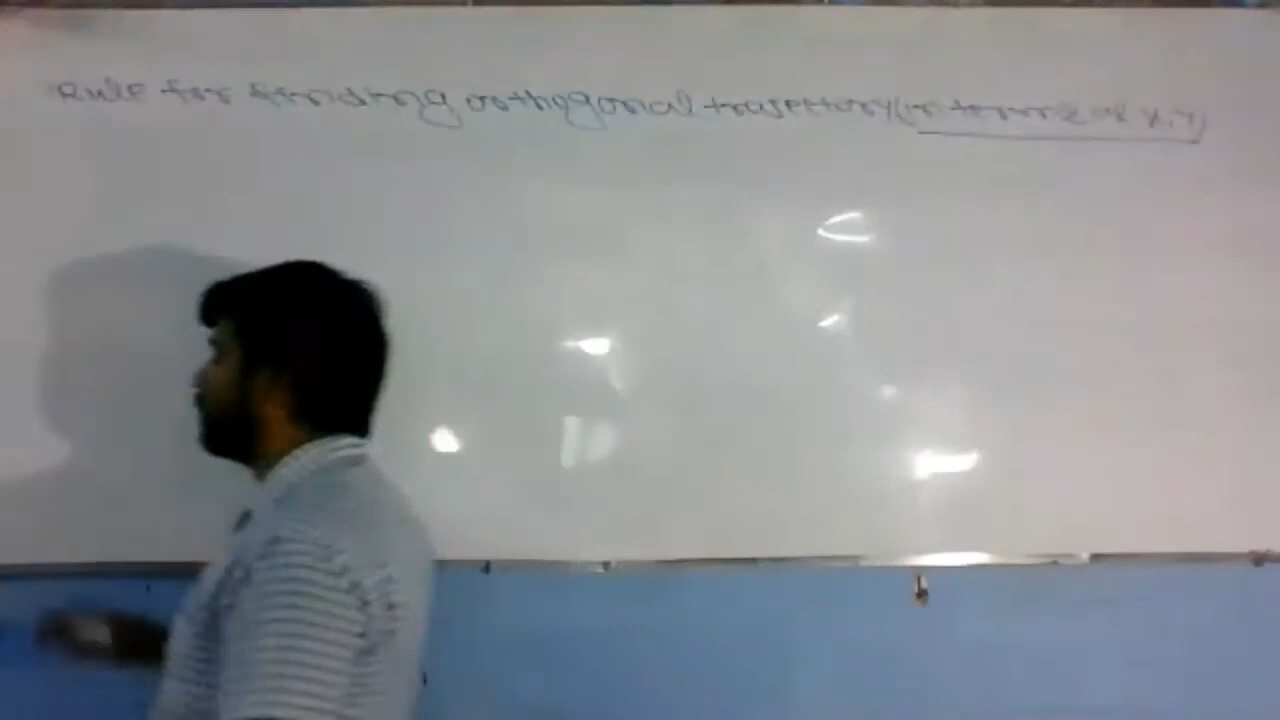 Rule for finding orthogonal trajectory (in terms of x, y)